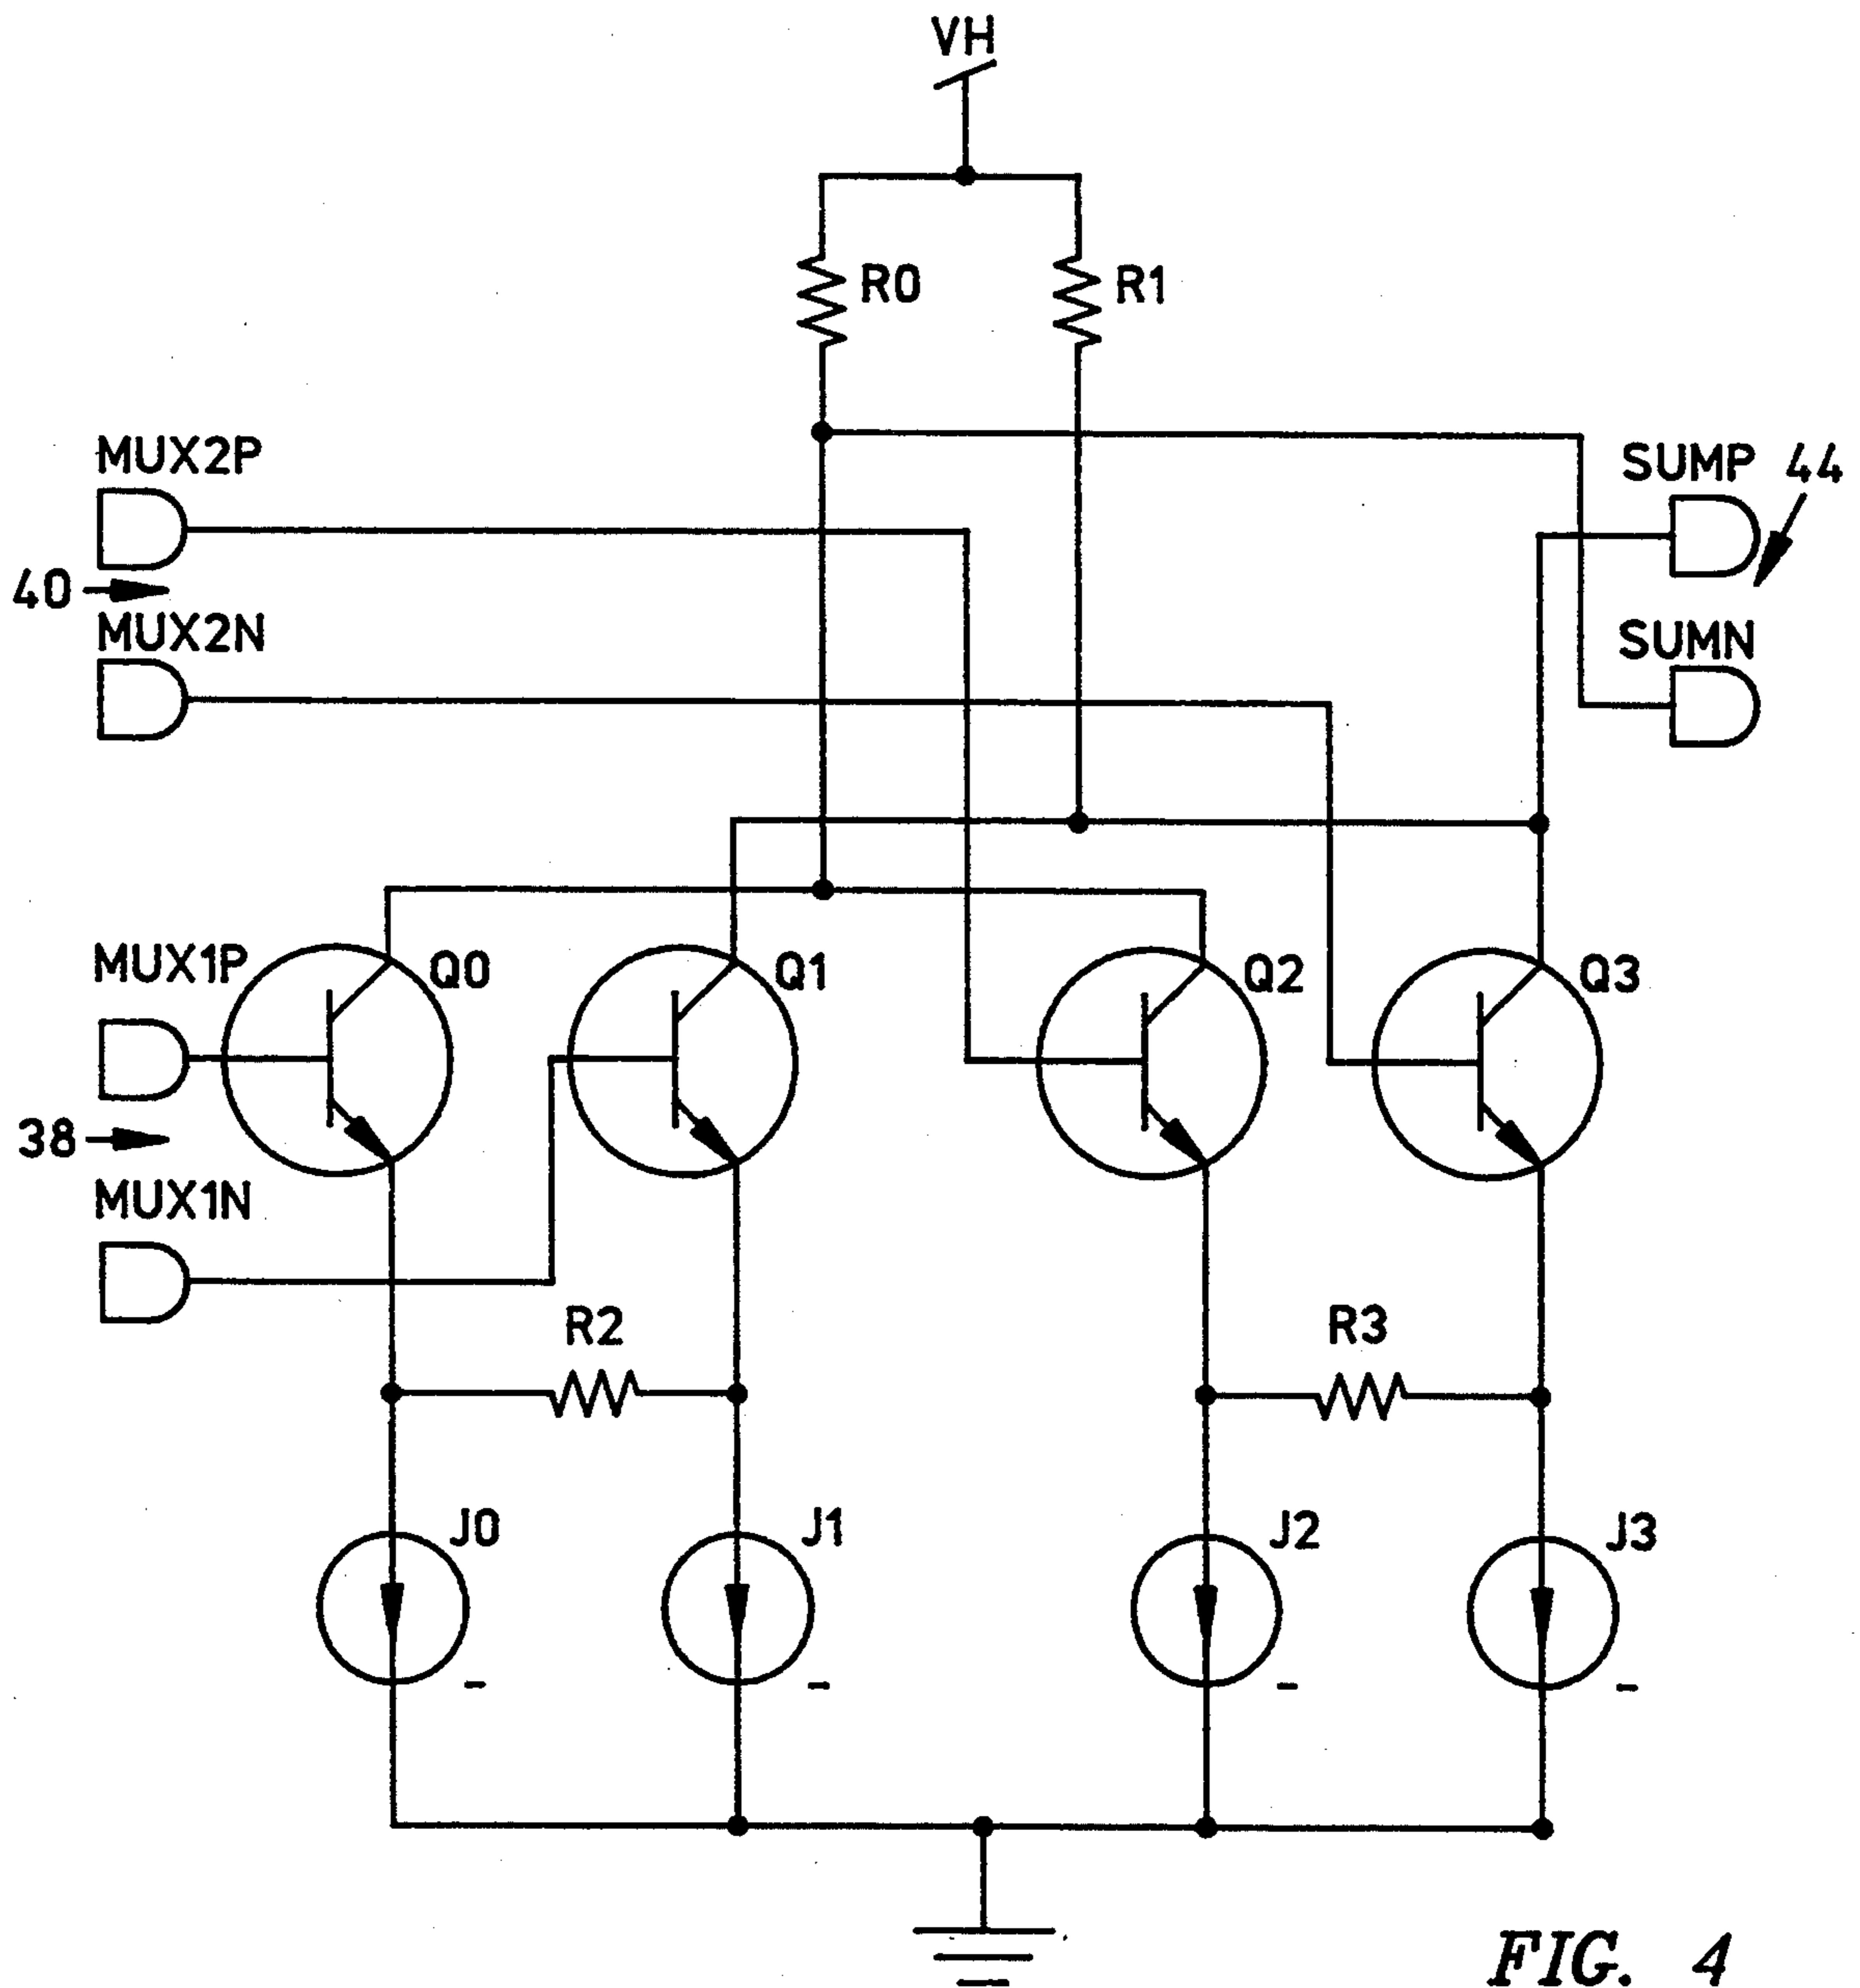 VH
R0
R1
MUX2P
SUMP 44
40
MUX2N
SUMN
MUX1P
Q0
Q1
Q2
Q3
38
MUX1N
R2
R3
J0
J1
J2
J3
-
-
-
-
FIG. 4